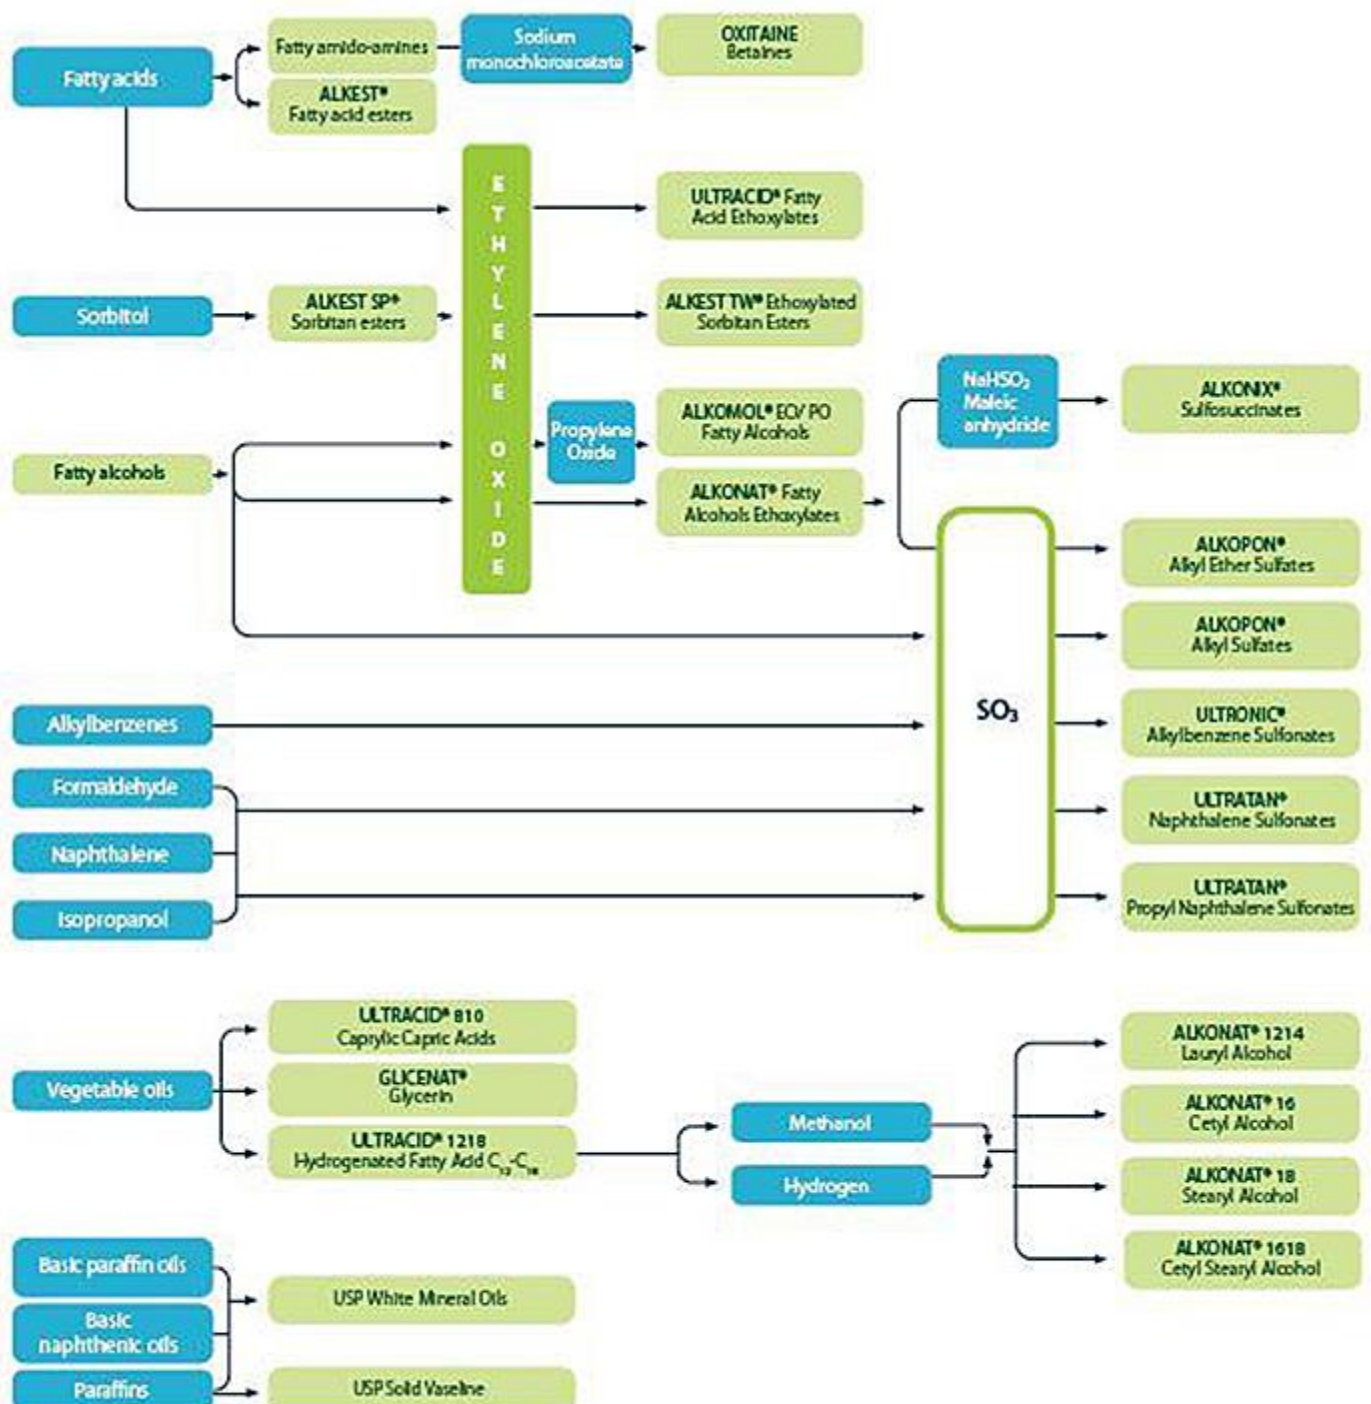 Fatty acids
Fatty amido-amines
Sodium
monochloroacetate
OXITAINE
Betaines
ALKEST®
Fatty acid esters
ETHYLENE OXIDE
ULTRACID® Fatty
Acid Ethoxylates
Sorbitol
ALKEST SP®
Sorbitan esters
ALKEST TW® Ethoxylated
Sorbitan Esters
Fatty alcohols
Propylene
Oxide
ALKOMOL® EO/ PO
Fatty Alcohols
ALKONAT® Fatty
Alcohols Ethoxylates
NaHSO₃
Maleic
anhydride
ALKONIX®
Sulfosuccinates
SO₃
ALKOPON®
Alkyl Ether Sulfates
ALKOPON®
Alkyl Sulfates
Alkylbenzenes
ULTRONIC®
Alkylbenzene Sulfonates
Formaldehyde
Naphthalene
Isopropanol
ULTRATAN®
Naphthalene Sulfonates
ULTRATAN®
Propyl Naphthalene Sulfonates
Vegetable oils
ULTRACID® 810
Caprylic Capric Acids
GLICENAT®
Glycerin
ULTRACID® 1218
Hydrogenated Fatty Acid C₁₂-C₁₈
Methanol
Hydrogen
ALKONAT® 1214
Lauryl Alcohol
ALKONAT® 16
Cetyl Alcohol
ALKONAT® 18
Stearyl Alcohol
ALKONAT® 1618
Cetyl Stearyl Alcohol
Basic paraffin oils
Basic
naphthenic oils
Paraffins
USP White Mineral Oils
USP Solid Vaseline